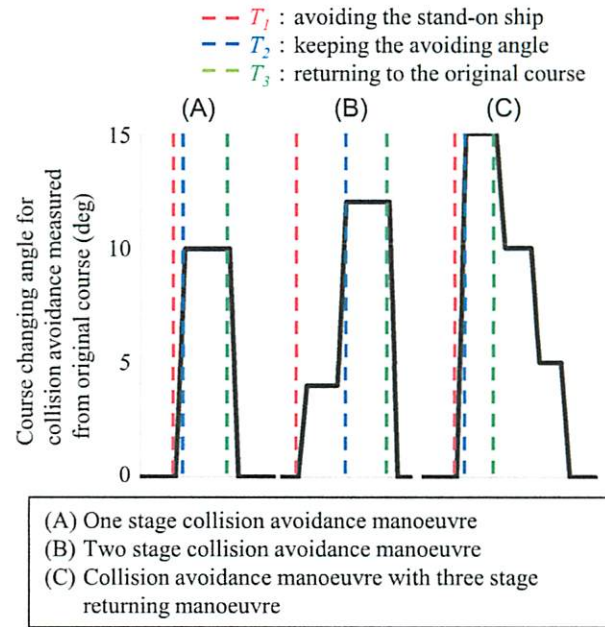 T1 : avoiding the stand-on ship
T2 : keeping the avoiding angle
T3 : returning to the original course
(A) (B) (C)
15
10
5
0
Course changing angle for
collision avoidance measured
from original course (deg)
(A) One stage collision avoidance manoeuvre
(B) Two stage collision avoidance manoeuvre
(C) Collision avoidance manoeuvre with three stage
returning manoeuvre